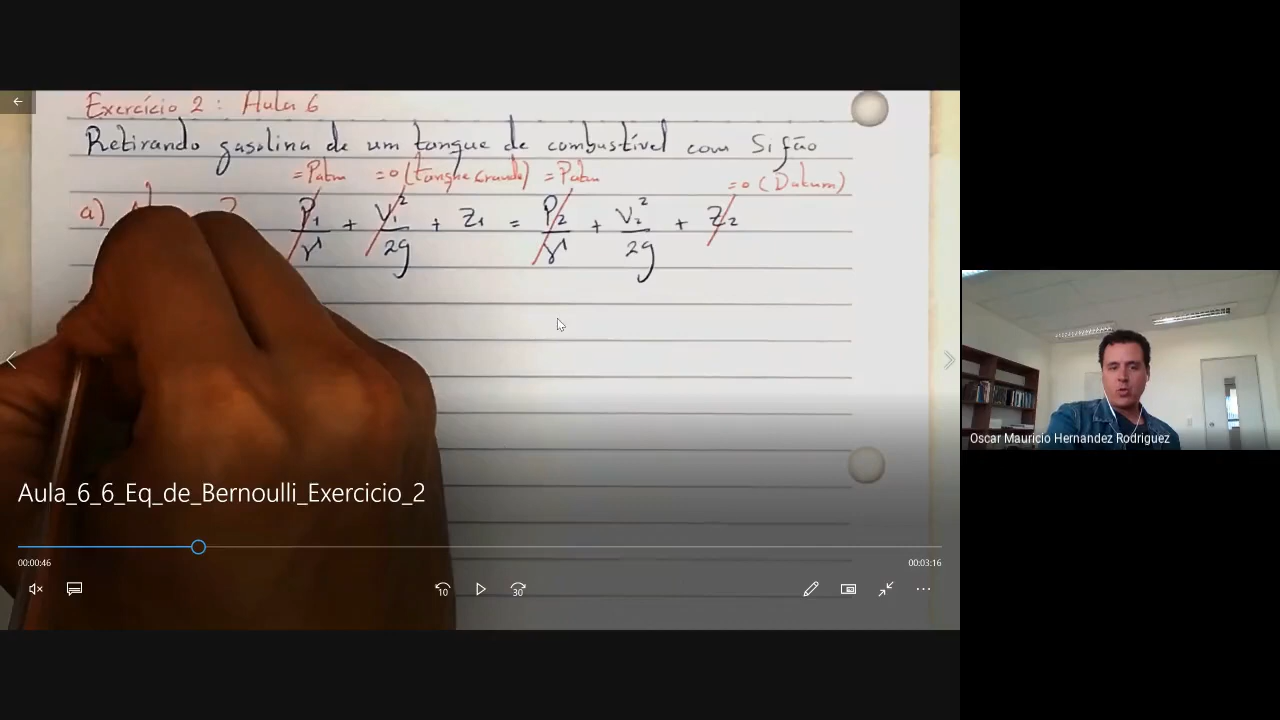 Exercício 2 : Aula 6
Retirando gasolina de um tanque de combustível com Sifão
=Patm =0 (tanque Grande) =Patm =0 (Datum)
a) P1/γ + V1²/2g + Z1 = P2/γ + V2²/2g + Z2
Oscar Mauricio Hernandez Rodriguez
Aula_6_6_Eq_de_Bernoulli_Exercicio_2
00:00:46 00:03:16
10 30